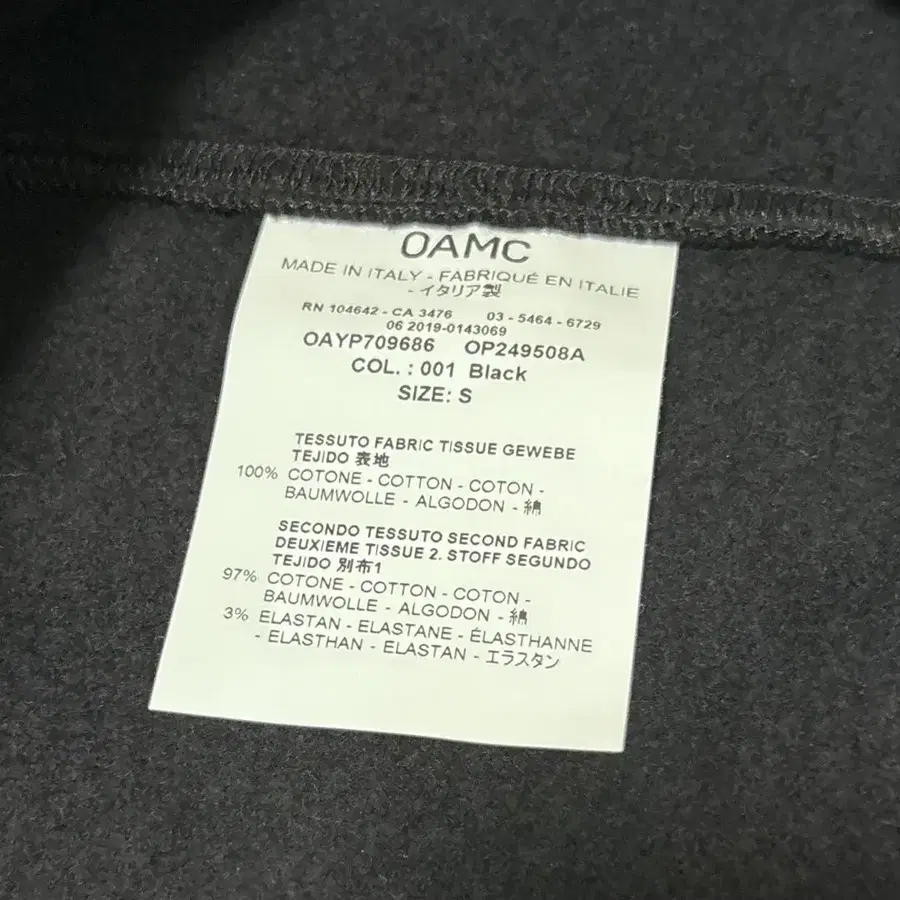 OAMC
MADE IN ITALY - FABRIQUÉ EN ITALIE
- イタリア製
RN 104642 - CA 3476 03 - 5464 - 6729
06 2019-0143069
OAYP709686 OP249508A
COL. : 001 Black
SIZE: S
TESSUTO FABRIC TISSUE GEWEBE
TEJIDO 表地
100% COTONE - COTTON - COTON -
BAUMWOLLE - ALGODON - 綿
SECONDO TESSUTO SECOND FABRIC
DEUXIEME TISSUE 2. STOFF SEGUNDO
TEJIDO 別布1
97% COTONE - COTTON - COTON -
BAUMWOLLE - ALGODON - 綿
3% ELASTAN - ELASTANE - ÉLASTHANNE
- ELASTHAN - ELASTAN - エラスタン